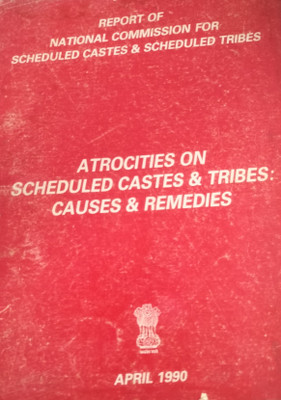 REPORT OF
NATIONAL COMMISSION FOR
SCHEDULED CASTES & SCHEDULED TRIBES
ATROCITIES ON
SCHEDULED CASTES & TRIBES:
CAUSES & REMEDIES
APRIL 1990